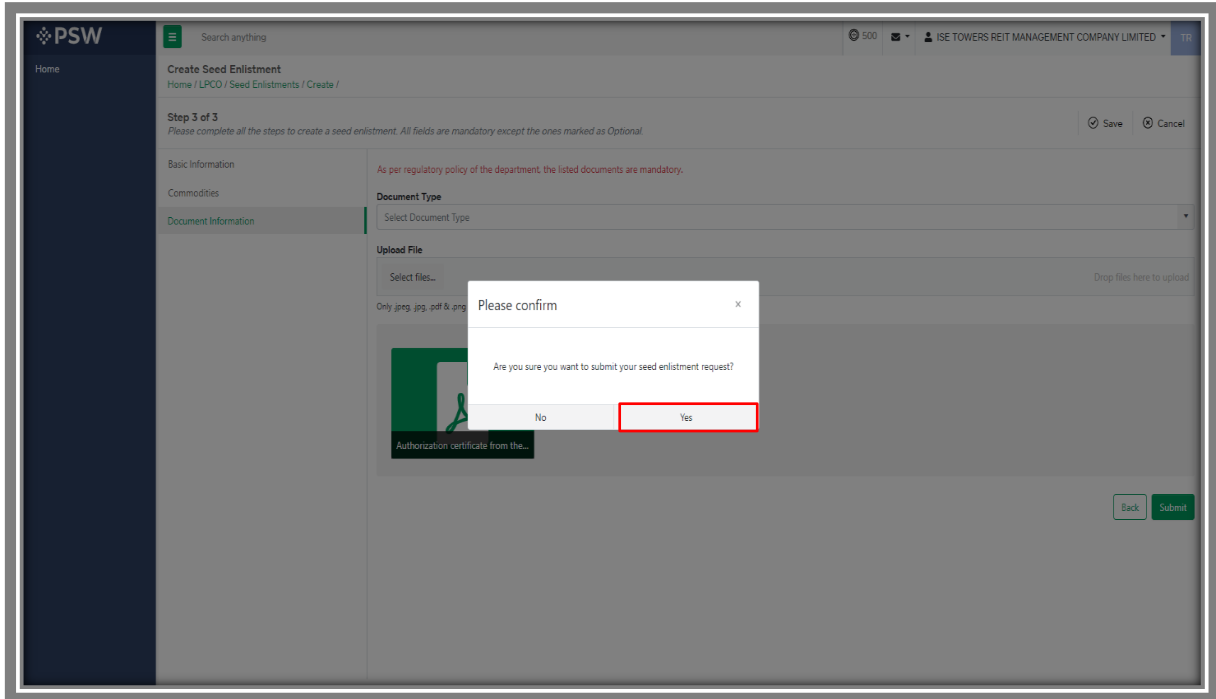 PSW
Search anything
500
ISE TOWERS REIT MANAGEMENT COMPANY LIMITED
TR
Home
Create Seed Enlistment
Home / LPCO / Seed Enlistments / Create /
Step 3 of 3
Please complete all the steps to create a seed enlistment. All fields are mandatory except the ones marked as Optional.
Save
Cancel
Basic Information
Commodities
Document Information
As per regulatory policy of the department, the listed documents are mandatory.
Document Type
Select Document Type
Upload File
Select files...
Drop files here to upload
Only .jpeg, .jpg, .pdf & .png
Please confirm
x
Are you sure you want to submit your seed enlistment request?
No
Yes
Authorization certificate from the...
Back
Submit